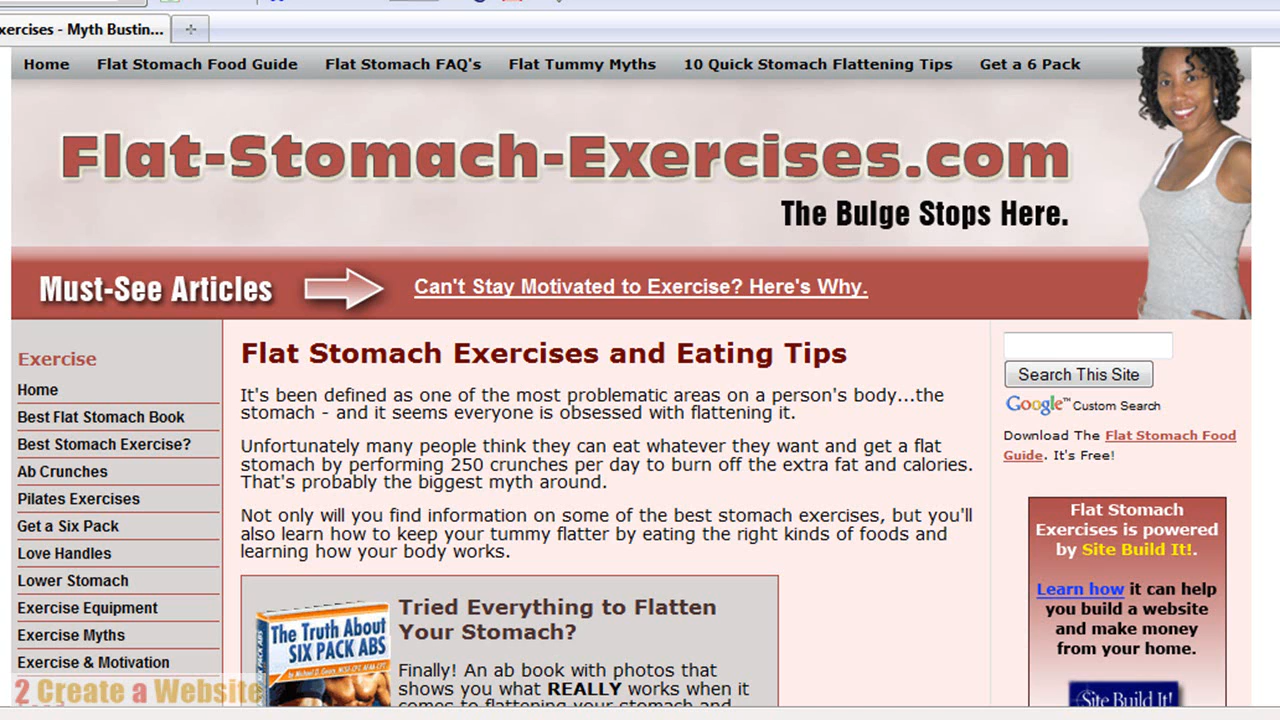 xercises - Myth Bustin...
Home Flat Stomach Food Guide Flat Stomach FAQ's Flat Tummy Myths 10 Quick Stomach Flattening Tips Get a 6 Pack
Flat-Stomach-Exercises.com
The Bulge Stops Here.
Must-See Articles
Can't Stay Motivated to Exercise? Here's Why.
Exercise
Home
Best Flat Stomach Book
Best Stomach Exercise?
Ab Crunches
Pilates Exercises
Get a Six Pack
Love Handles
Lower Stomach
Exercise Equipment
Exercise Myths
Exercise & Motivation
2 Create a Website
Flat Stomach Exercises and Eating Tips
It's been defined as one of the most problematic areas on a person's body...the
stomach - and it seems everyone is obsessed with flattening it.
Unfortunately many people think they can eat whatever they want and get a flat
stomach by performing 250 crunches per day to burn off the extra fat and calories.
That's probably the biggest myth around.
Not only will you find information on some of the best stomach exercises, but you'll
also learn how to keep your tummy flatter by eating the right kinds of foods and
learning how your body works.
The Truth About
SIX PACK ABS
Tried Everything to Flatten
Your Stomach?
Finally! An ab book with photos that
shows you what REALLY works when it
comes to flattening your stomach and
Search This Site
Google™ Custom Search
Download The Flat Stomach Food
Guide. It's Free!
Flat Stomach
Exercises is powered
by Site Build It!.
Learn how it can help
you build a website
and make money
from your home.
Site Build It!